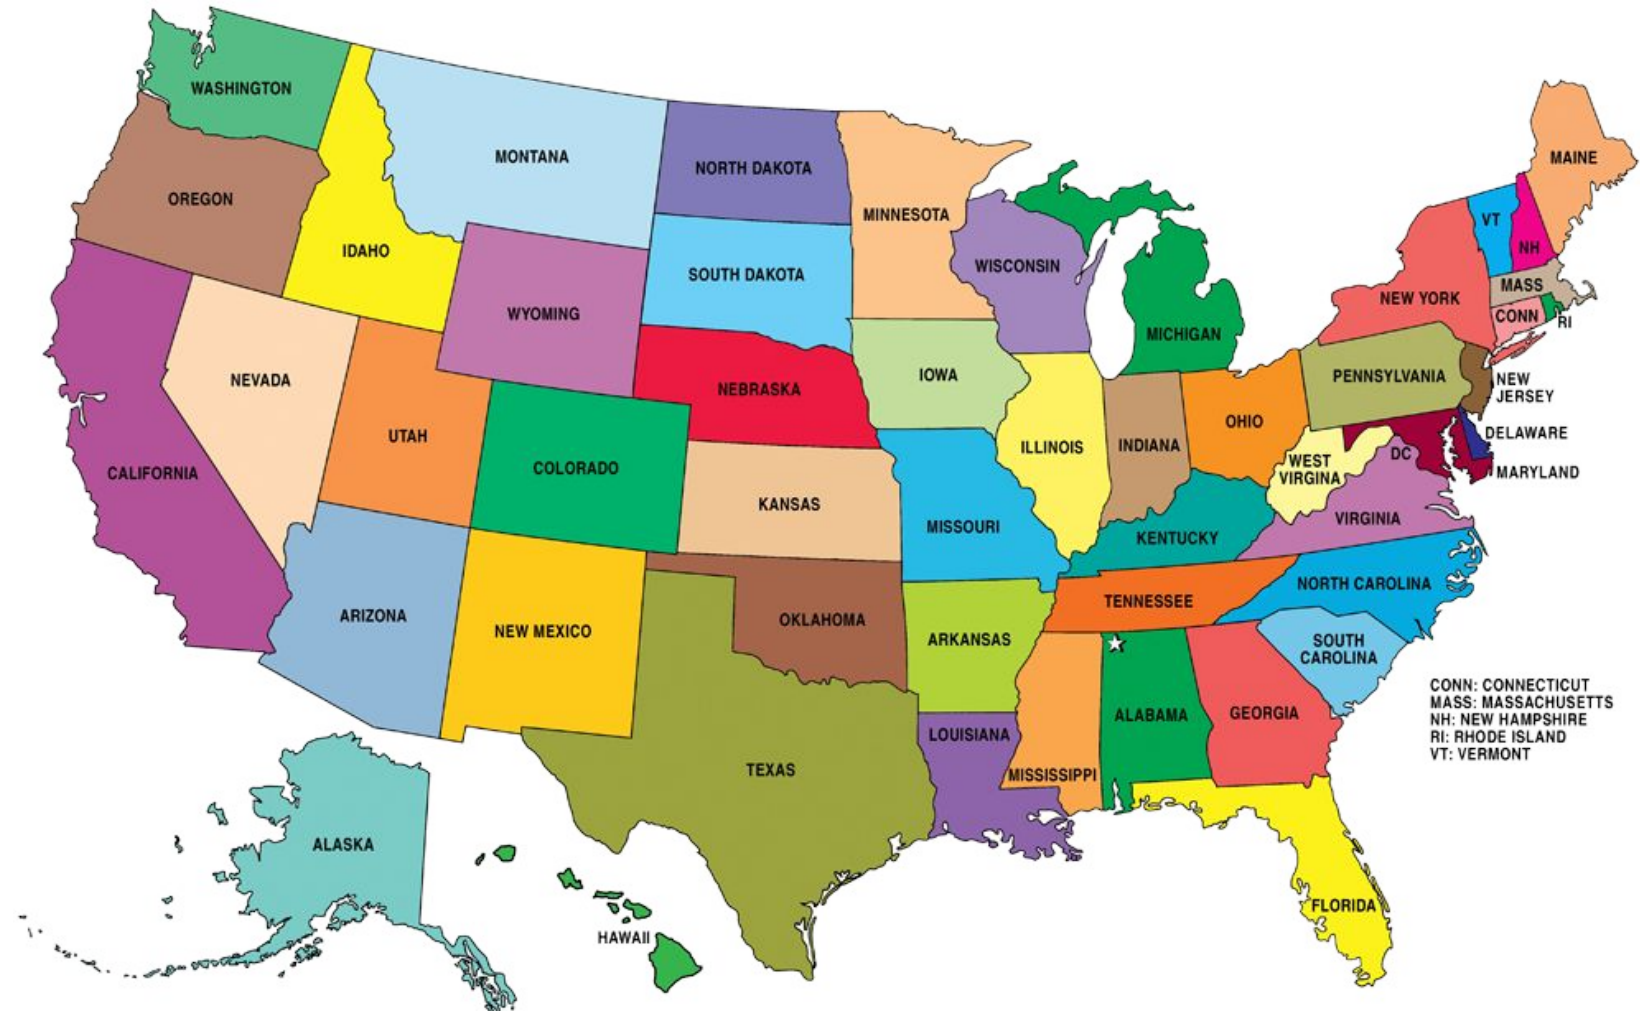 WASHINGTON
OREGON
IDAHO
MONTANA
NORTH DAKOTA
MINNESOTA
SOUTH DAKOTA
WYOMING
WISCONSIN
MICHIGAN
MAINE
VT
NH
MASS
NEW YORK
CONN
RI
CALIFORNIA
NEVADA
UTAH
COLORADO
NEBRASKA
IOWA
ILLINOIS
INDIANA
OHIO
PENNSYLVANIA
NEW
JERSEY
DELAWARE
MARYLAND
DC
WEST
VIRGINA
VIRGINIA
KANSAS
MISSOURI
KENTUCKY
ARIZONA
NEW MEXICO
OKLAHOMA
ARKANSAS
TENNESSEE
NORTH CAROLINA
SOUTH
CAROLINA
TEXAS
LOUISIANA
MISSISSIPPI
ALABAMA
GEORGIA
FLORIDA
ALASKA
HAWAII
CONN: CONNECTICUT
MASS: MASSACHUSETTS
NH: NEW HAMPSHIRE
RI: RHODE ISLAND
VT: VERMONT